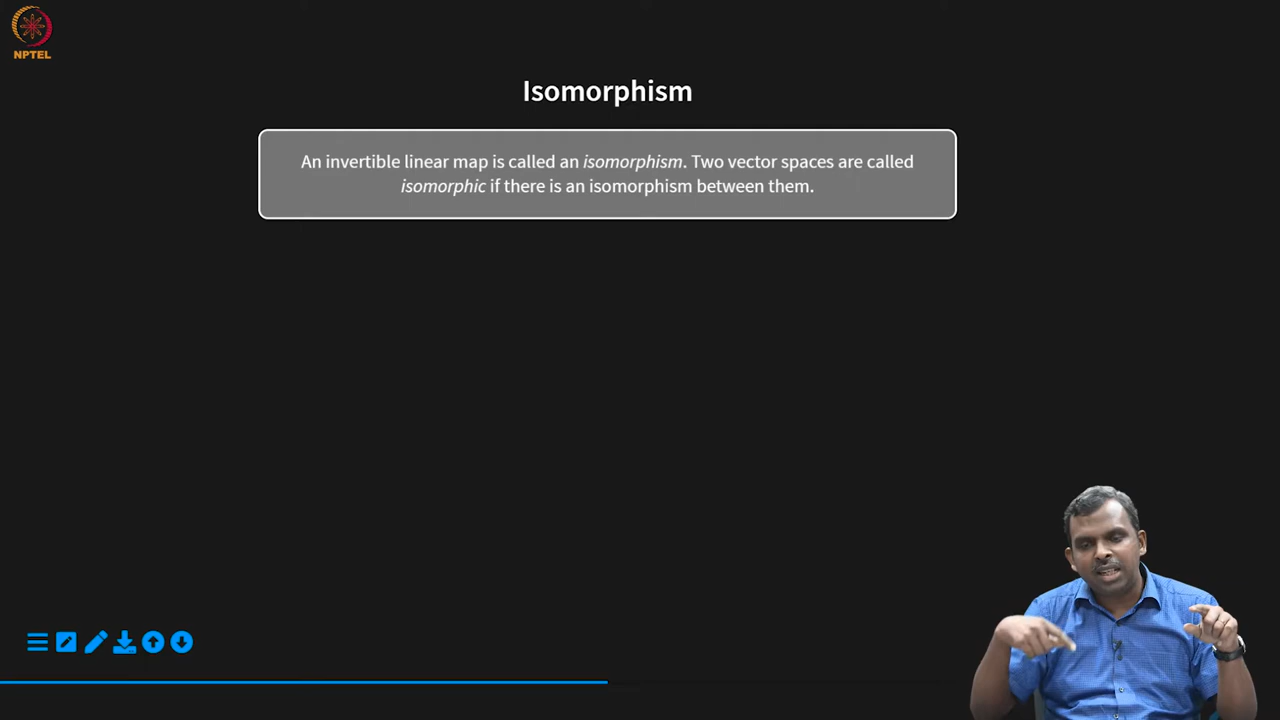 NPTEL
Isomorphism
An invertible linear map is called an isomorphism. Two vector spaces are called
isomorphic if there is an isomorphism between them.